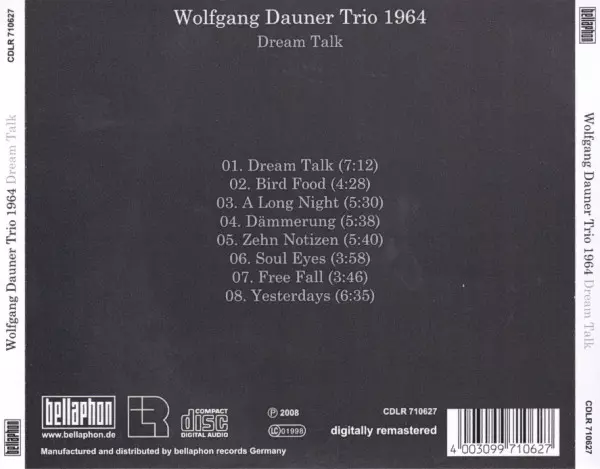 Wolfgang Dauner Trio 1964
Dream Talk
01. Dream Talk (7:12)
02. Bird Food (4:28)
03. A Long Night (5:30)
04. Dämmerung (5:38)
05. Zehn Notizen (5:40)
06. Soul Eyes (3:58)
07. Free Fall (3:46)
08. Yesterdays (6:35)
bellaphon
www.bellaphon.de
COMPACT
disc
DIGITAL AUDIO
Ⓟ 2008
LC 01998
CDLR 710627
digitally remastered
4 003099 710627
Manufactured and distributed by bellaphon records Germany
CDLR 710627
Wolfgang Dauner Trio 1964 Dream Talk
bellaphon
bellaphon
Wolfgang Dauner Trio 1964 Dream Talk
CDLR 710627